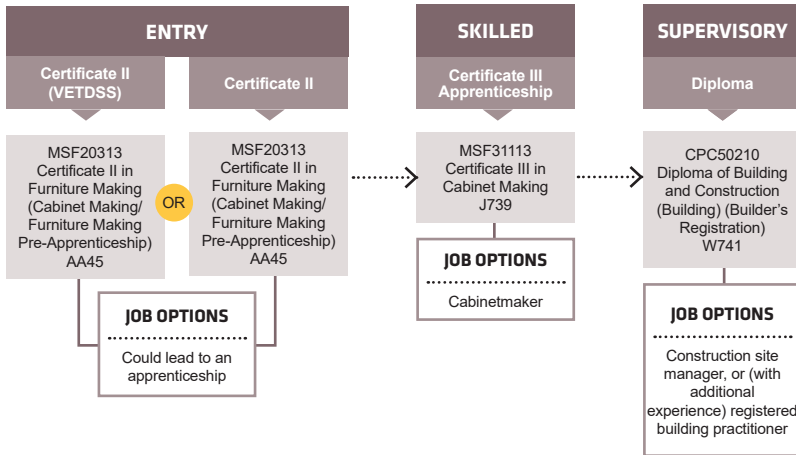 ENTRY
SKILLED
SUPERVISORY
Certificate II
(VETDSS)
Certificate II
Certificate III
Apprenticeship
Diploma
MSF20313
Certificate II in
Furniture Making
(Cabinet Making/
Furniture Making
Pre-Apprenticeship)
AA45
OR
MSF20313
Certificate II in
Furniture Making
(Cabinet Making/
Furniture Making
Pre-Apprenticeship)
AA45
MSF31113
Certificate III in
Cabinet Making
J739
CPC50210
Diploma of Building
and Construction
(Building) (Builder's
Registration)
W741
JOB OPTIONS
Could lead to an
apprenticeship
JOB OPTIONS
Cabinetmaker
JOB OPTIONS
Construction site
manager, or (with
additional
experience) registered
building practitioner